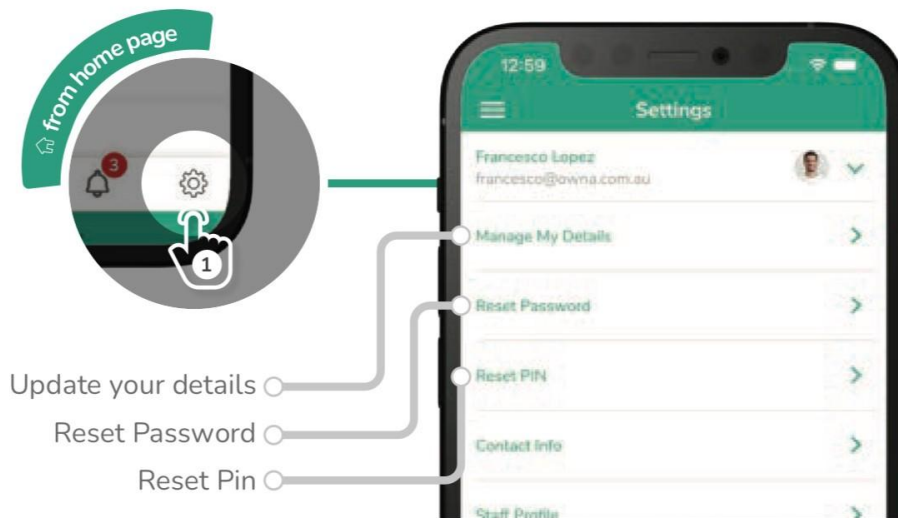 from home page
3
1
Update your details
Reset Password
Reset Pin
12:59
Settings
Francesco Lopez
francesco@owna.com.au
Manage My Details
Reset Password
Reset PIN
Contact Info
Staff Profile